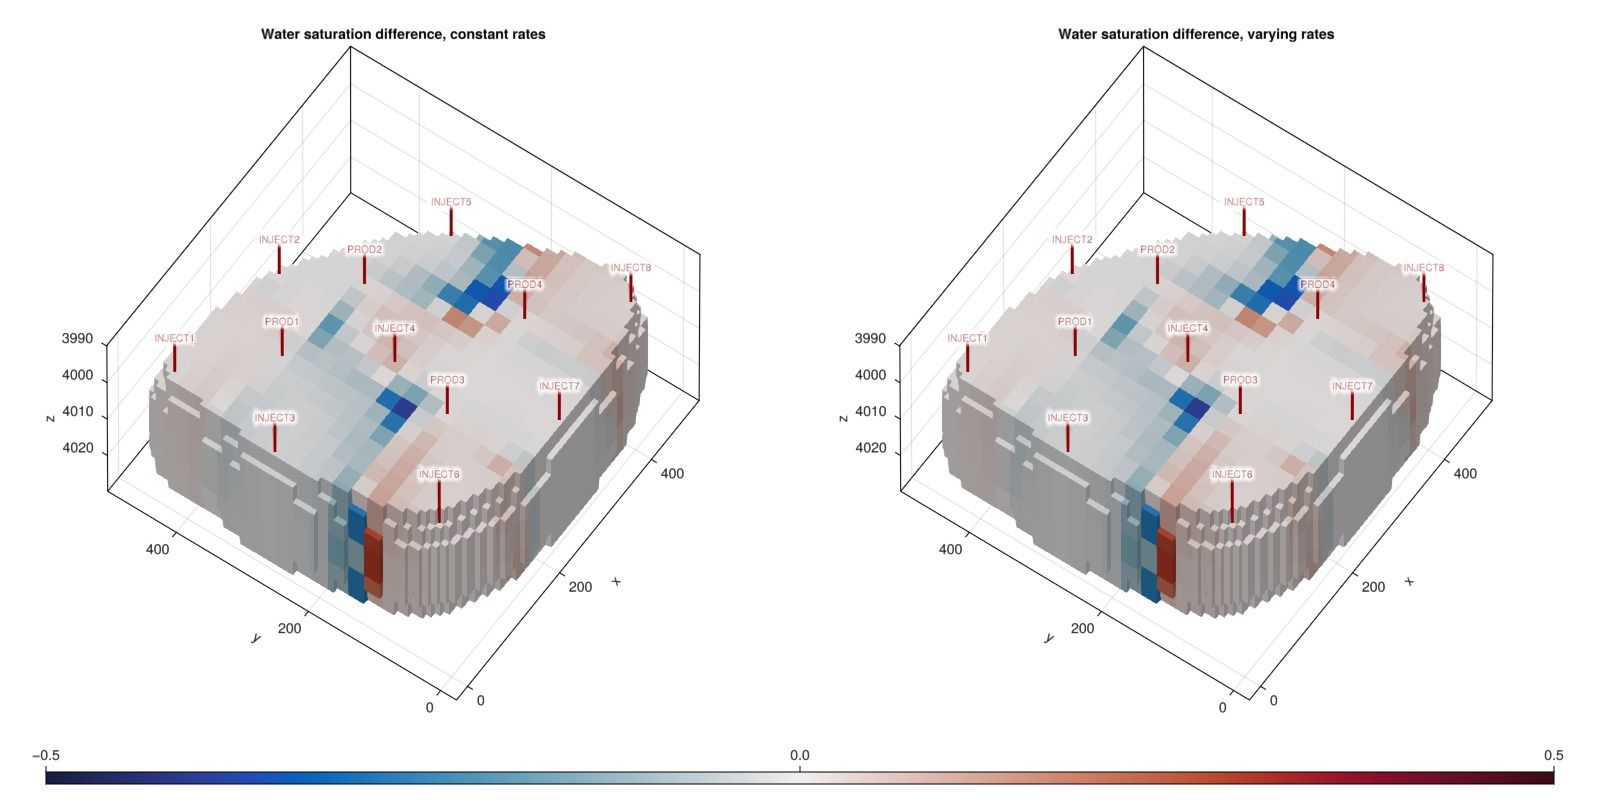 Water saturation difference, constant rates
INJECT5
INJECT2
PROD2
INJECT8
PROD4
PROD1
INJECT4
INJECT1
PROD3
INJECT7
INJECT3
INJECT6
3990
4000
4010
4020
z
400
200
0
y
400
200
0
x
Water saturation difference, varying rates
INJECT5
INJECT2
PROD2
INJECT8
PROD4
PROD1
INJECT4
INJECT1
PROD3
INJECT7
INJECT3
INJECT6
3990
4000
4010
4020
z
400
200
0
y
400
200
0
x
−0.5 0.0 0.5